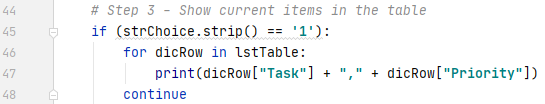 44 # Step 3 - Show current items in the table
45 if (strChoice.strip() == '1'):
46 for dicRow in lstTable:
47 print(dicRow["Task"] + "," + dicRow["Priority"])
48 continue